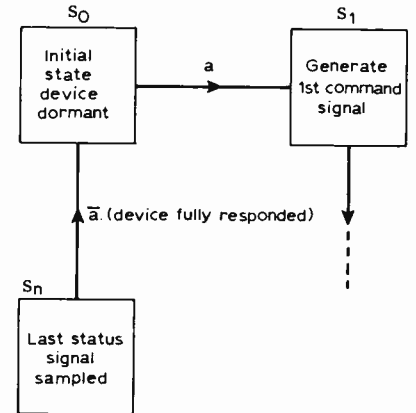 S0
Initial
state
device
dormant
a
S1
Generate
1st command
signal
a̅. (device fully responded)
Sn
Last status
signal
sampled